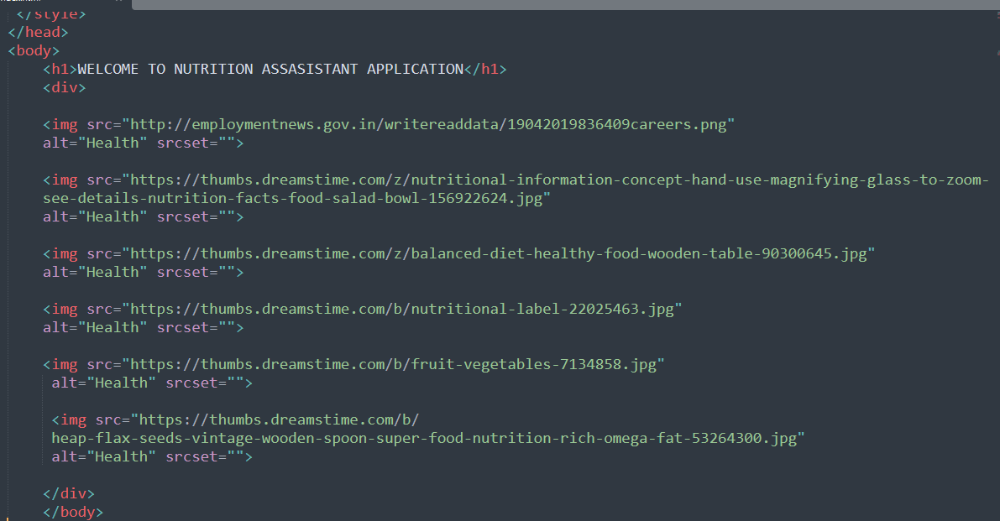 </style>
</head>
<body>
<h1>WELCOME TO NUTRITION ASSASISTANT APPLICATION</h1>
<div>
<img src="http://employmentnews.gov.in/writereaddata/19042019836409careers.png"
alt="Health" srcset="">
<img src="https://thumbs.dreamstime.com/z/nutritional-information-concept-hand-use-magnifying-glass-to-zoom-
see-details-nutrition-facts-food-salad-bowl-156922624.jpg"
alt="Health" srcset="">
<img src="https://thumbs.dreamstime.com/z/balanced-diet-healthy-food-wooden-table-90300645.jpg"
alt="Health" srcset="">
<img src="https://thumbs.dreamstime.com/b/nutritional-label-22025463.jpg"
alt="Health" srcset="">
<img src="https://thumbs.dreamstime.com/b/fruit-vegetables-7134858.jpg"
alt="Health" srcset="">
<img src="https://thumbs.dreamstime.com/b/
heap-flax-seeds-vintage-wooden-spoon-super-food-nutrition-rich-omega-fat-53264300.jpg"
alt="Health" srcset="">
</div>
</body>